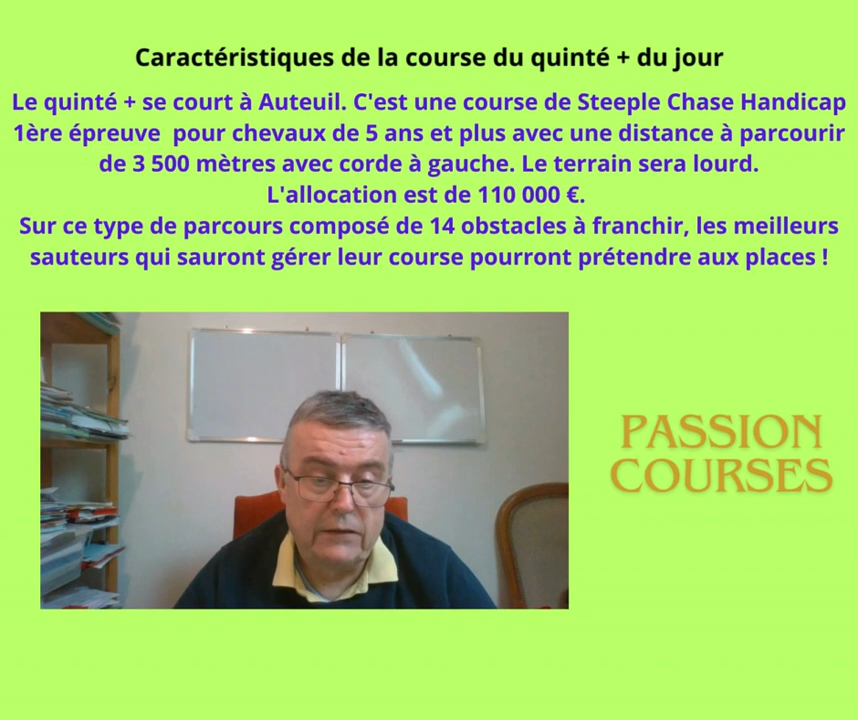 Caractéristiques de la course du quinté + du jour
Le quinté + se court à Auteuil. C'est une course de Steeple Chase Handicap
1ère épreuve  pour chevaux de 5 ans et plus avec une distance à parcourir
de 3 500 mètres avec corde à gauche. Le terrain sera lourd.
L'allocation est de 110 000 €.
Sur ce type de parcours composé de 14 obstacles à franchir, les meilleurs
sauteurs qui sauront gérer leur course pourront prétendre aux places !
PASSION
COURSES